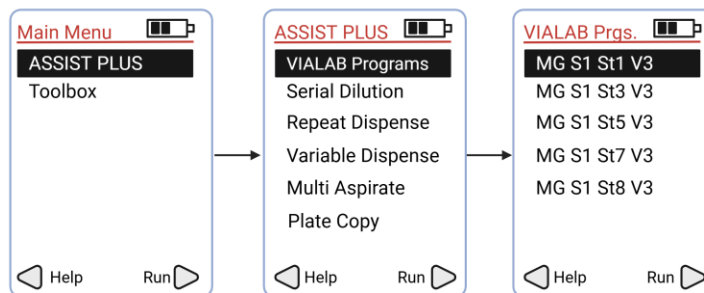 Main Menu
ASSIST PLUS
Toolbox
Help Run
ASSIST PLUS
VIALAB Programs
Serial Dilution
Repeat Dispense
Variable Dispense
Multi Aspirate
Plate Copy
Help Run
VIALAB Prgs.
MG S1 St1 V3
MG S1 St3 V3
MG S1 St5 V3
MG S1 St7 V3
MG S1 St8 V3
Help Run